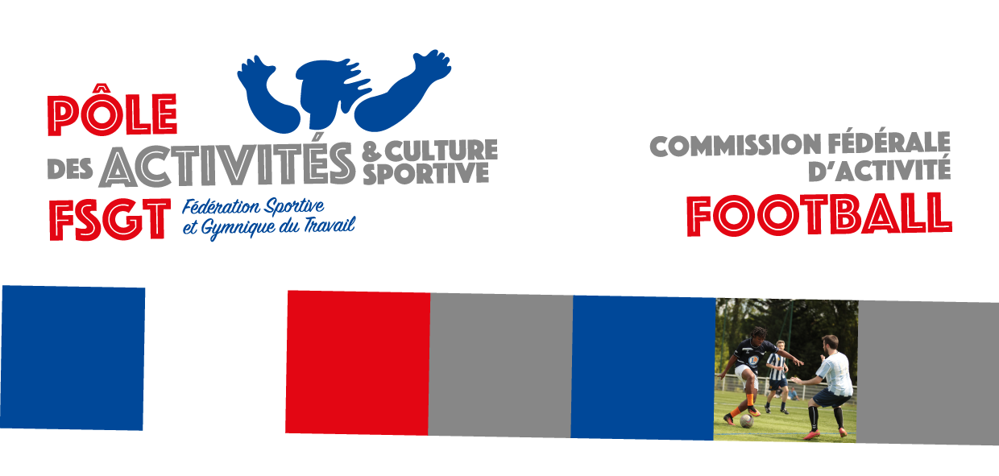 PÔLE
DES ACTIVITÉS & CULTURE SPORTIVE
FSGT Fédération Sportive
et Gymnique du Travail
COMMISSION FÉDÉRALE
D'ACTIVITÉ
FOOTBALL